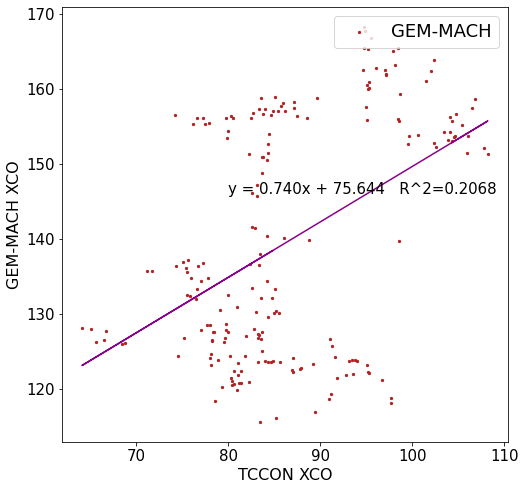 170
GEM-MACH
160
150
y = 0.740x + 75.644 R^2=0.2068
140
130
120
GEM-MACH XCO
70 80 90 100 110
TCCON XCO